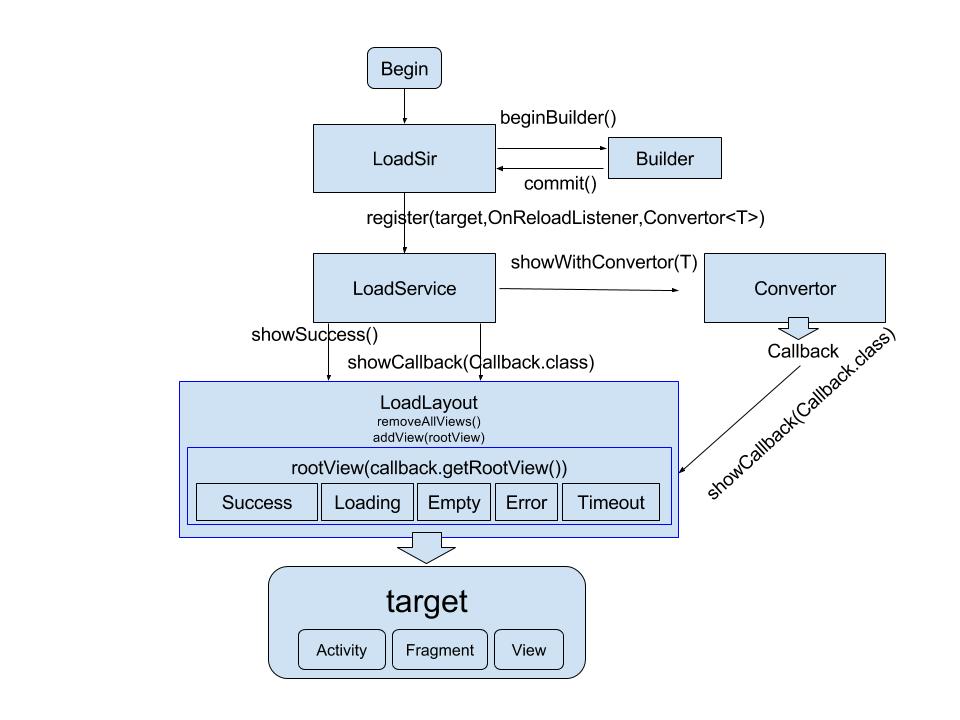 Begin
beginBuilder()
LoadSir
Builder
commit()
register(target,OnReloadListener,Convertor<T>)
showWithConvertor(T)
LoadService
Convertor
showSuccess()
Callback
showCallback(Callback.class)
showCallback(Callback.class)
LoadLayout
removeAllViews()
addView(rootView)
rootView(callback.getRootView())
Success
Loading
Empty
Error
Timeout
target
Activity
Fragment
View